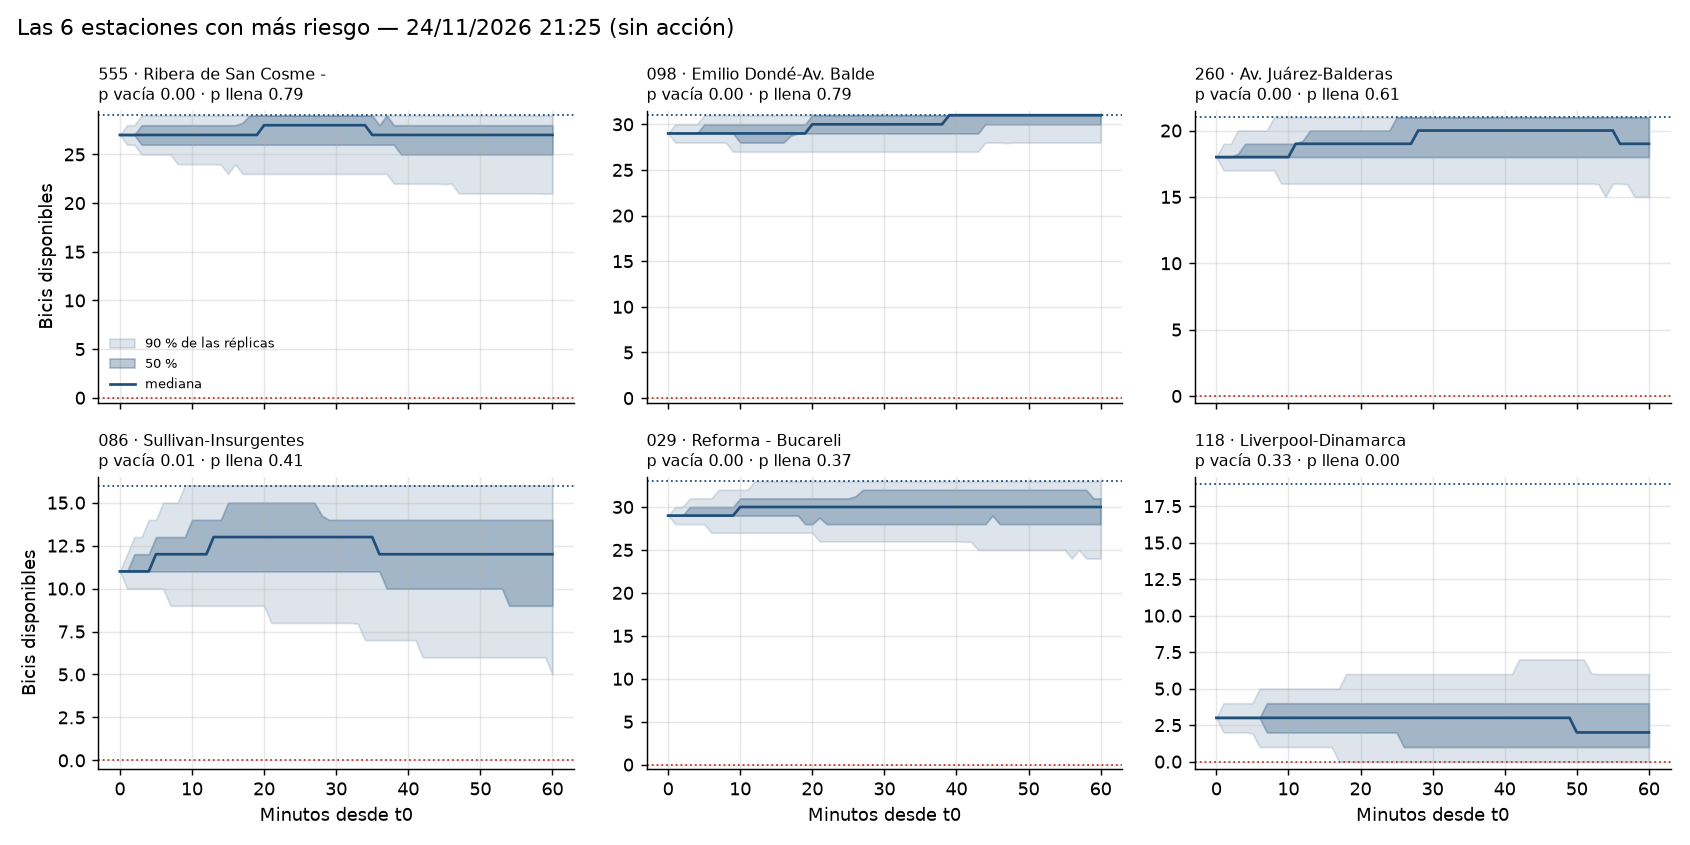 Las 6 estaciones con más riesgo — 24/11/2026 21:25 (sin acción)
555 · Ribera de San Cosme -
p vacía 0.00 · p llena 0.79
Bicis disponibles
25
20
15
10
5
0
90 % de las réplicas
50 %
mediana
098 · Emilio Dondé-Av. Balde
p vacía 0.00 · p llena 0.79
30
25
20
15
10
5
0
260 · Av. Juárez-Balderas
p vacía 0.00 · p llena 0.61
20
15
10
5
0
086 · Sullivan-Insurgentes
p vacía 0.01 · p llena 0.41
Bicis disponibles
15.0
12.5
10.0
7.5
5.0
2.5
0.0
0 10 20 30 40 50 60
Minutos desde t0
029 · Reforma - Bucareli
p vacía 0.00 · p llena 0.37
30
25
20
15
10
5
0
0 10 20 30 40 50 60
Minutos desde t0
118 · Liverpool-Dinamarca
p vacía 0.33 · p llena 0.00
17.5
15.0
12.5
10.0
7.5
5.0
2.5
0.0
0 10 20 30 40 50 60
Minutos desde t0